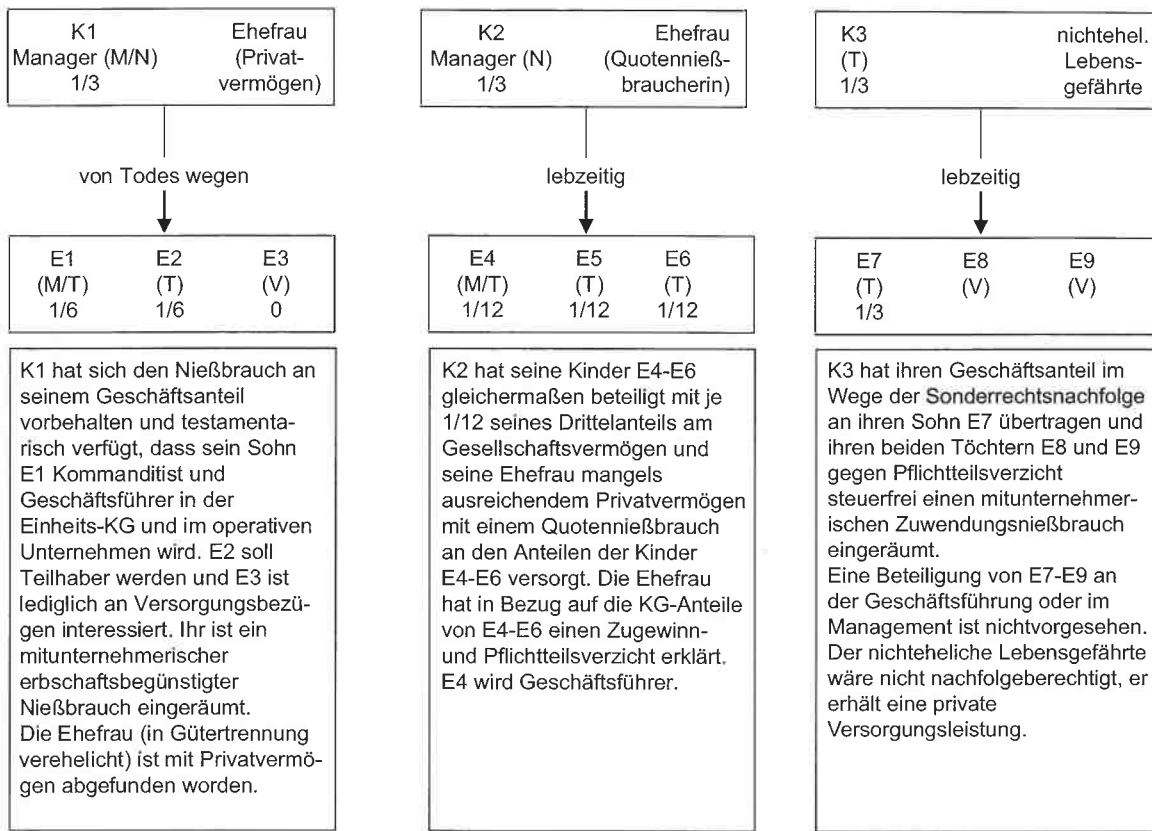 K1 Ehefrau
Manager (M/N) (Privat-
1/3 vermögen)
von Todes wegen
E1 E2 E3
(M/T) (T) (V)
1/6 1/6 0
K1 hat sich den Nießbrauch an
seinem Geschäftsanteil
vorbehalten und testamenta-
risch verfügt, dass sein Sohn
E1 Kommanditist und
Geschäftsführer in der
Einheits-KG und im operativen
Unternehmen wird. E2 soll
Teilhaber werden und E3 ist
lediglich an Versorgungsbezü-
gen interessiert. Ihr ist ein
mitunternehmerischer
erbschaftsbegünstigter
Nießbrauch eingeräumt.
Die Ehefrau (in Gütertrennung
verehelicht) ist mit Privatvermö-
gen abgefunden worden.
K2 Ehefrau
Manager (N) (Quotennieß-
1/3 braucherin)
lebzeitig
E4 E5 E6
(M/T) (T) (T)
1/12 1/12 1/12
K2 hat seine Kinder E4-E6
gleichermaßen beteiligt mit je
1/12 seines Drittelanteils am
Gesellschaftsvermögen und
seine Ehefrau mangels
ausreichendem Privatvermögen
mit einem Quotennießbrauch
an den Anteilen der Kinder
E4-E6 versorgt. Die Ehefrau
hat in Bezug auf die KG-Anteile
von E4-E6 einen Zugewinn-
und Pflichtteilsverzicht erklärt.
E4 wird Geschäftsführer.
K3 nichtehel.
(T) Lebens-
1/3 gefährte
lebzeitig
E7 E8 E9
(T) (V) (V)
1/3
K3 hat ihren Geschäftsanteil im
Wege der Sonderrechtsnachfolge
an ihren Sohn E7 übertragen und
ihren beiden Töchtern E8 und E9
gegen Pflichtteilsverzicht
steuerfrei einen mitunternehmer-
ischen Zuwendungsnießbrauch
eingeräumt.
Eine Beteiligung von E7-E9 an
der Geschäftsführung oder im
Management ist nichtvorgesehen.
Der nichteheliche Lebensgefährte
wäre nicht nachfolgeberechtigt, er
erhält eine private
Versorgungsleistung.